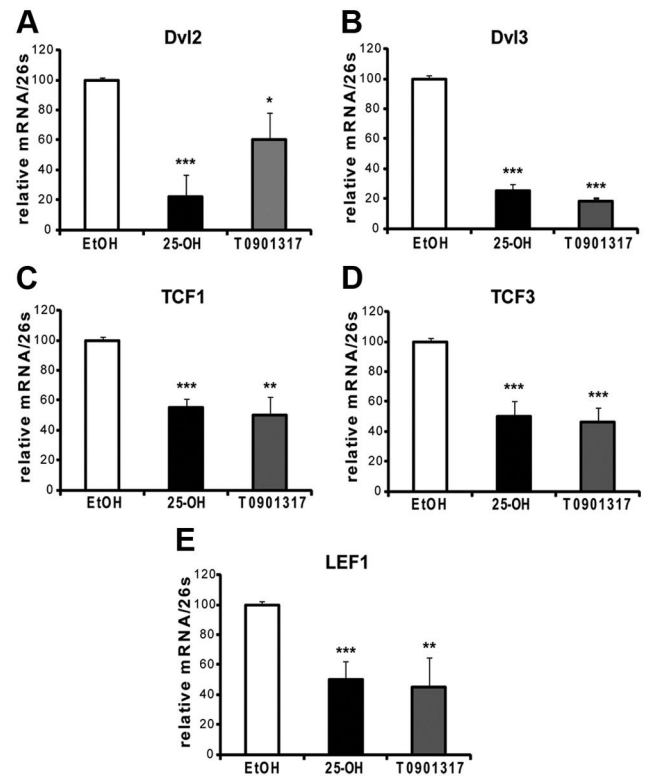 A
Dvl2
relative mRNA/26s
120
100
80
60
40
20
0
***
*
EtOH 25-OH T0901317
B
Dvl3
relative mRNA/26s
120
100
80
60
40
20
0
***
***
EtOH 25-OH T0901317
C
TCF1
relative mRNA/26s
120
100
80
60
40
20
0
***
**
EtOH 25-OH T0901317
D
TCF3
relative mRNA/26s
120
100
80
60
40
20
0
***
***
EtOH 25-OH T0901317
E
LEF1
relative mRNA/26s
120
100
80
60
40
20
0
***
**
EtOH 25-OH T0901317